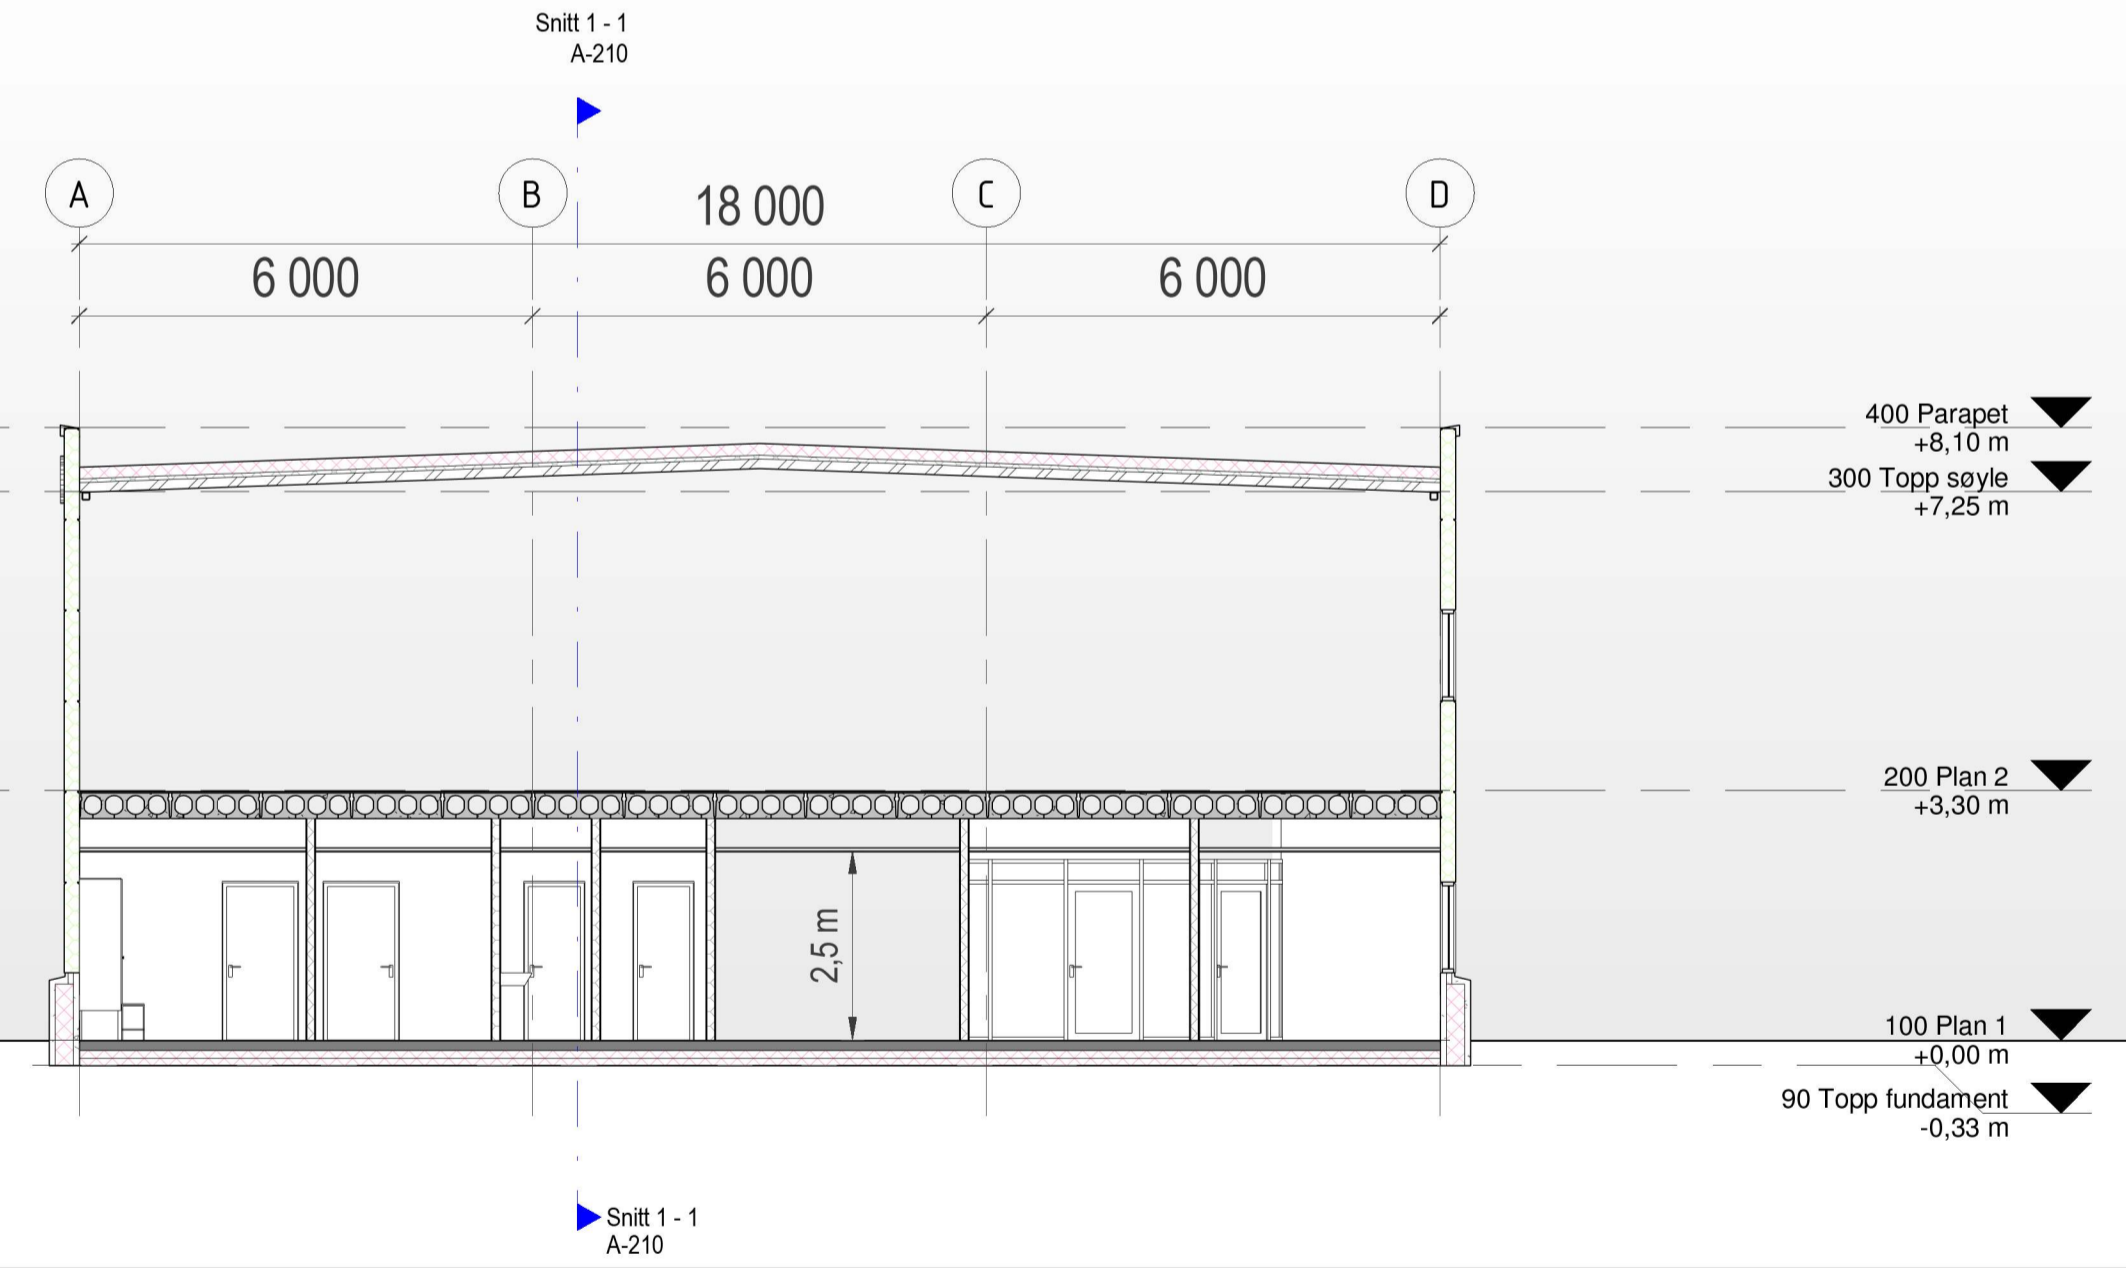 Snitt 1 - 1
A-210
A
B
C
D
18 000
6 000
6 000
6 000
400 Parapet
+8,10 m
300 Topp søyle
+7,25 m
200 Plan 2
+3,30 m
2,5 m
100 Plan 1
+0,00 m
90 Topp fundament
-0,33 m
Snitt 1 - 1
A-210